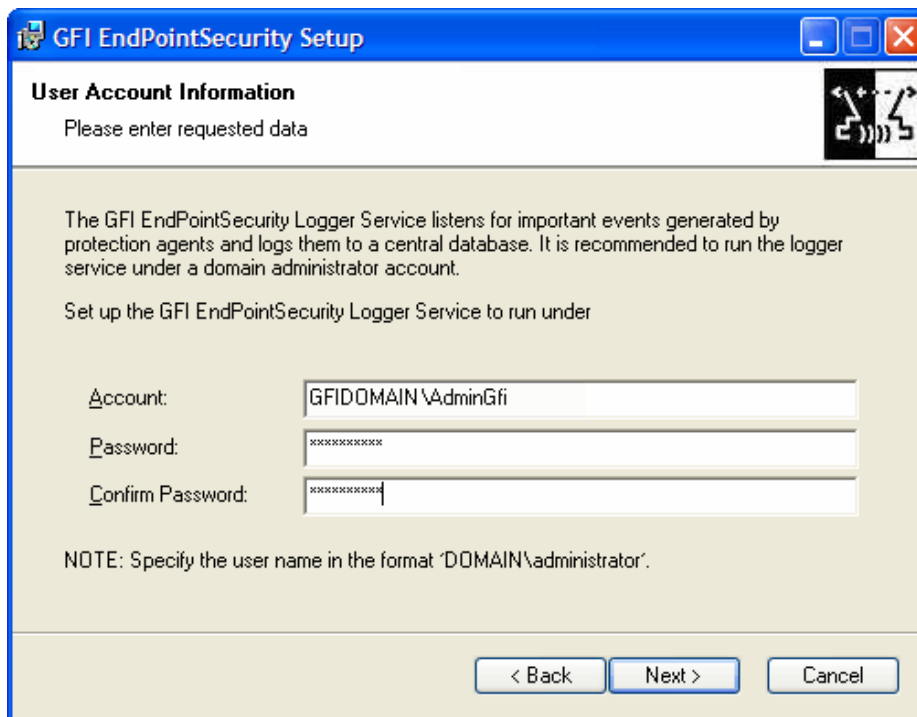 GFI EndPointSecurity Setup
User Account Information
Please enter requested data
The GFI EndPointSecurity Logger Service listens for important events generated by
protection agents and logs them to a central database. It is recommended to run the logger
service under a domain administrator account.
Set up the GFI EndPointSecurity Logger Service to run under
Account: GFIDOMAIN\AdminGfi
Password: **********
Confirm Password: **********
NOTE: Specify the user name in the format 'DOMAIN\administrator'.
< Back Next > Cancel